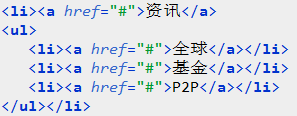 <li><a href="#">资讯</a>
<ul>
<li><a href="#">全球</a></li>
<li><a href="#">基金</a></li>
<li><a href="#">P2P</a></li>
</ul></li>